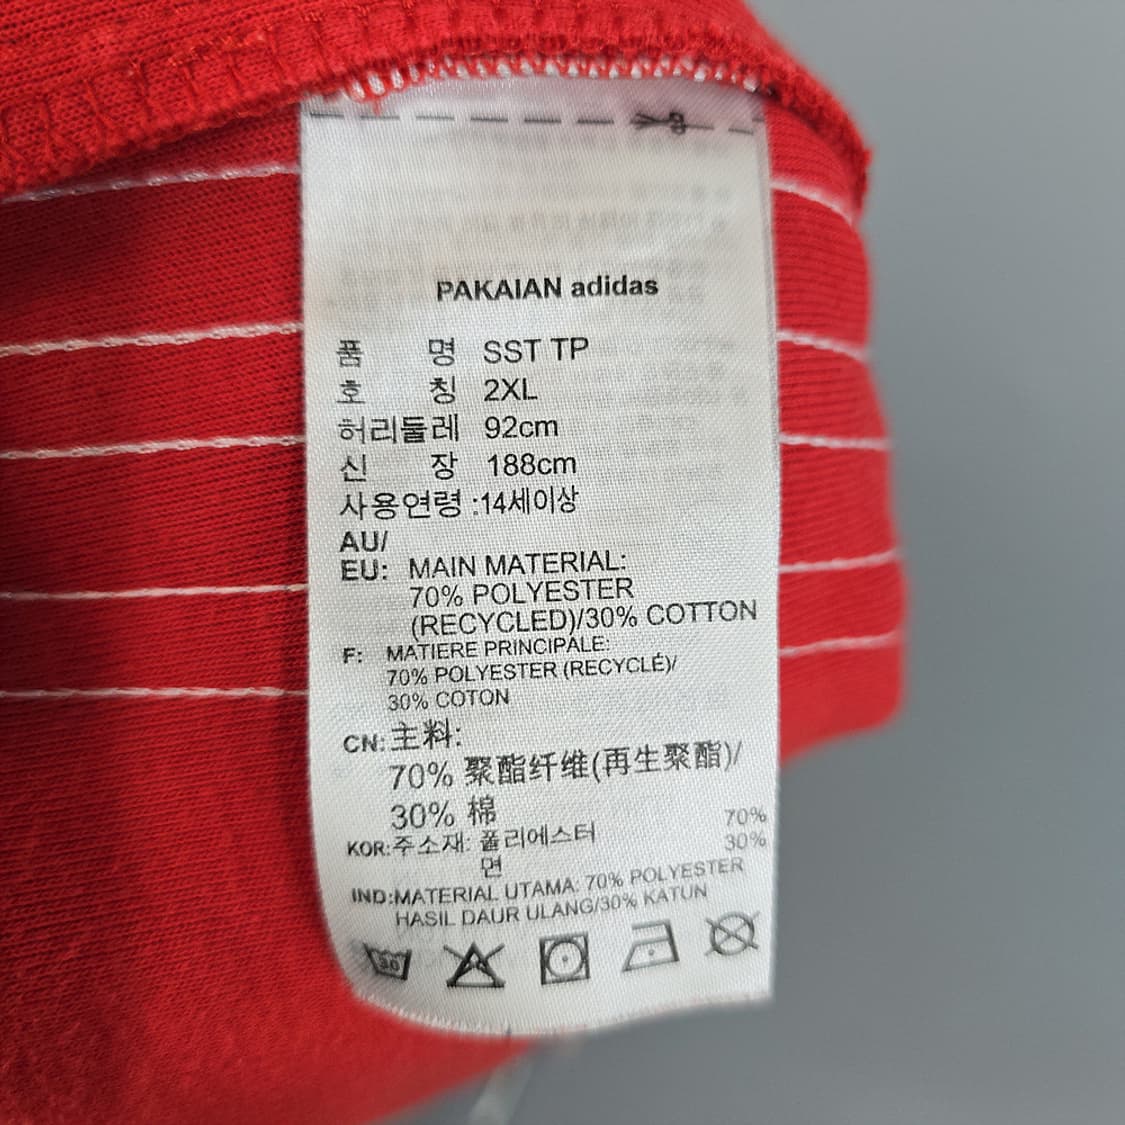 PAKAIAN adidas
품 명 SST TP
호 칭 2XL
허리둘레 92cm
신 장 188cm
사용연령 :14세이상
AU/
EU: MAIN MATERIAL:
70% POLYESTER
(RECYCLED)/30% COTTON
F: MATIERE PRINCIPALE:
70% POLYESTER (RECYCLÉ)/
30% COTON
CN: 主料:
70% 聚酯纤维(再生聚酯)/
30% 棉
KOR:주소재: 폴리에스터 70%
면 30%
IND:MATERIAL UTAMA: 70% POLYESTER
HASIL DAUR ULANG/30% KATUN
30